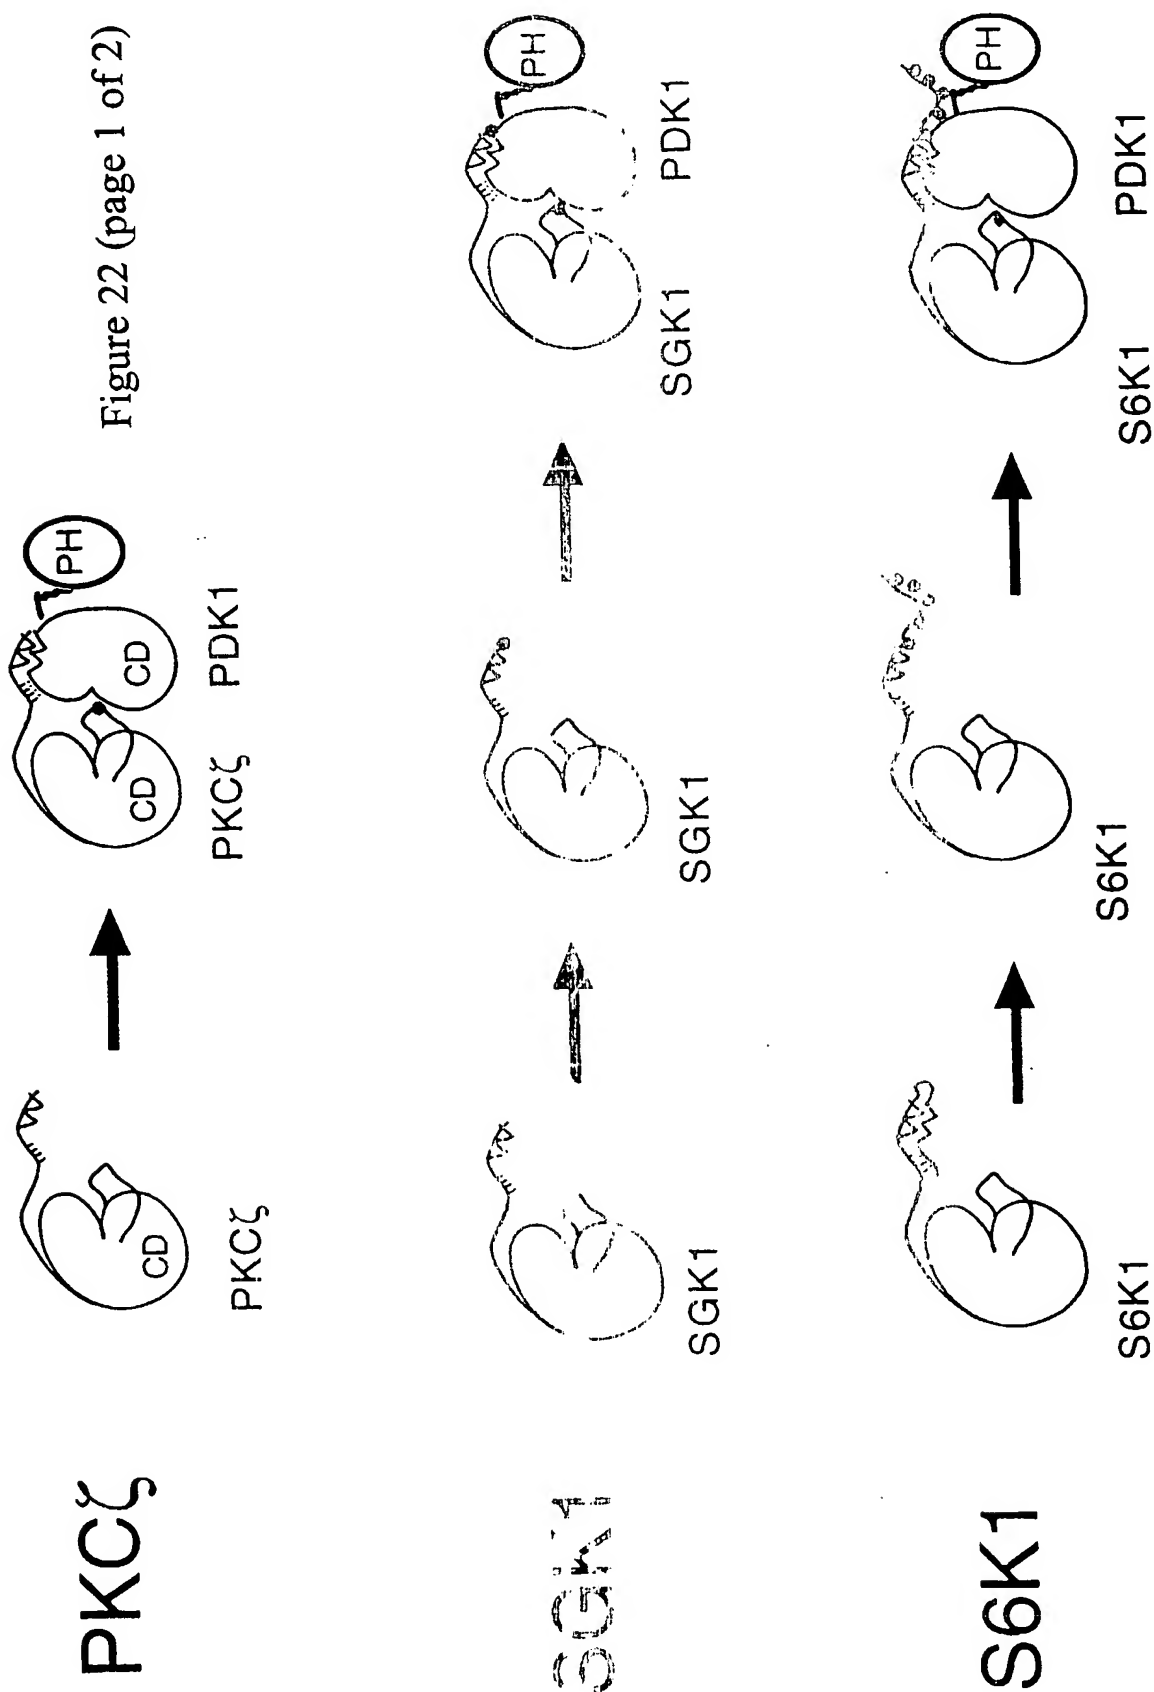 Figure 22 (page 1 of 2)
PKCζ
CD
PKCζ
CD
CD
PH
PKCζ
PDK1
SGK1
SGK1
SGK1
PH
SGK1
PDK1
S6K1
S6K1
S6K1
PH
S6K1
PDK1